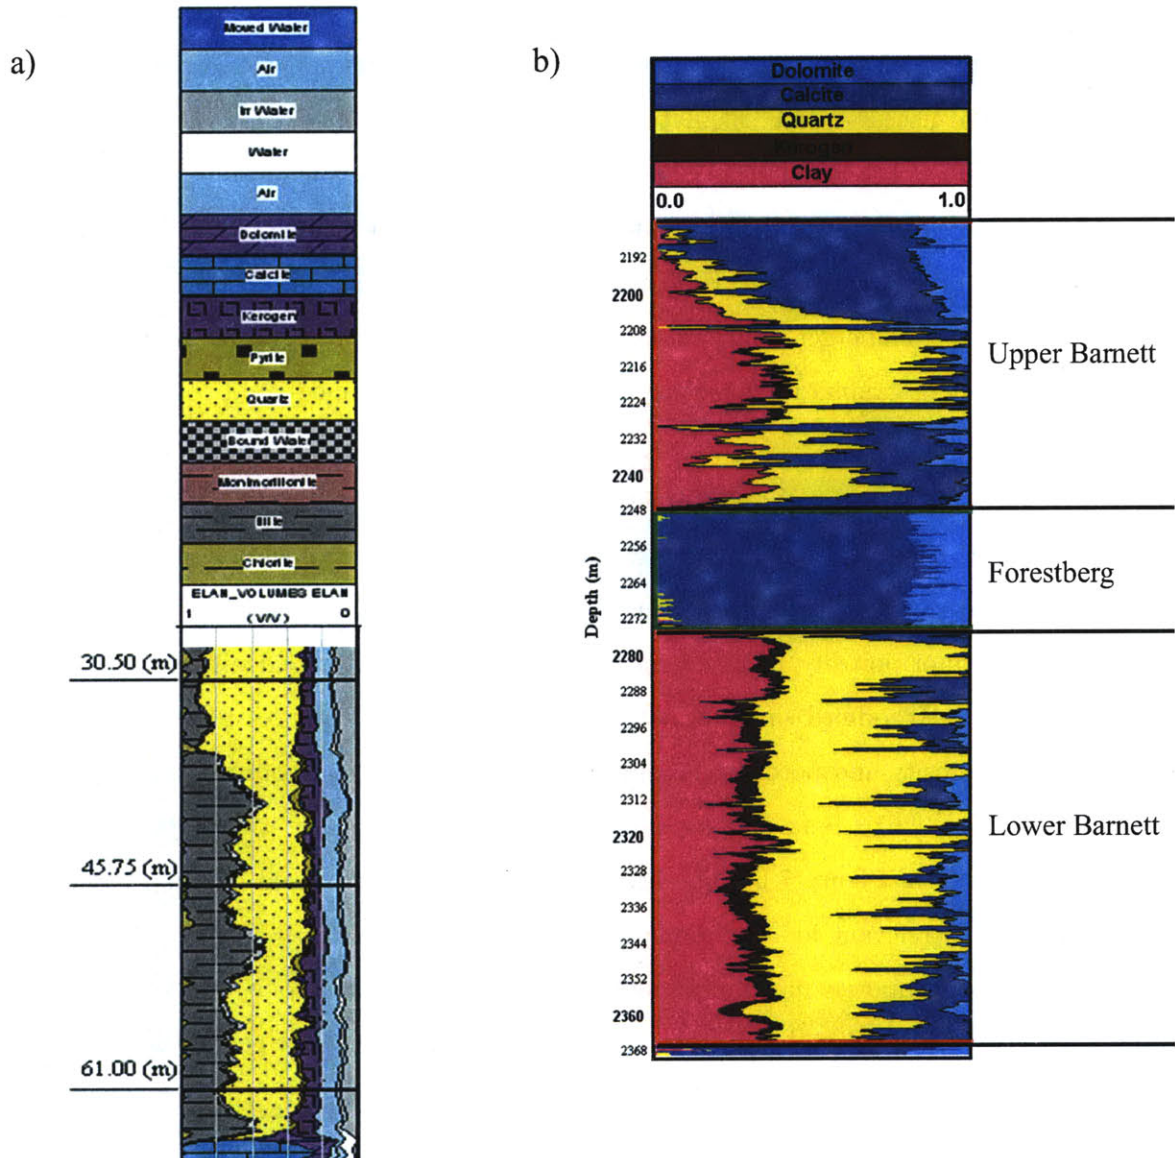 a)
Moved Water
Air
Irr Water
Water
Air
Dolomite
Calcite
Kerogen
Pyrite
Quartz
Bound Water
Montmorillonite
Illite
Chlorite
ELAN_VOLUMES ELAN
1 (V/V) 0
30.50 (m)
45.75 (m)
61.00 (m)
b)
Dolomite
Calcite
Quartz
Kerogen
Clay
0.0 1.0
Depth (m)
2192
2200
2208
2216
2224
2232
2240
2248
2256
2264
2272
2280
2288
2296
2304
2312
2320
2328
2336
2344
2352
2360
2368
Upper Barnett
Forestberg
Lower Barnett